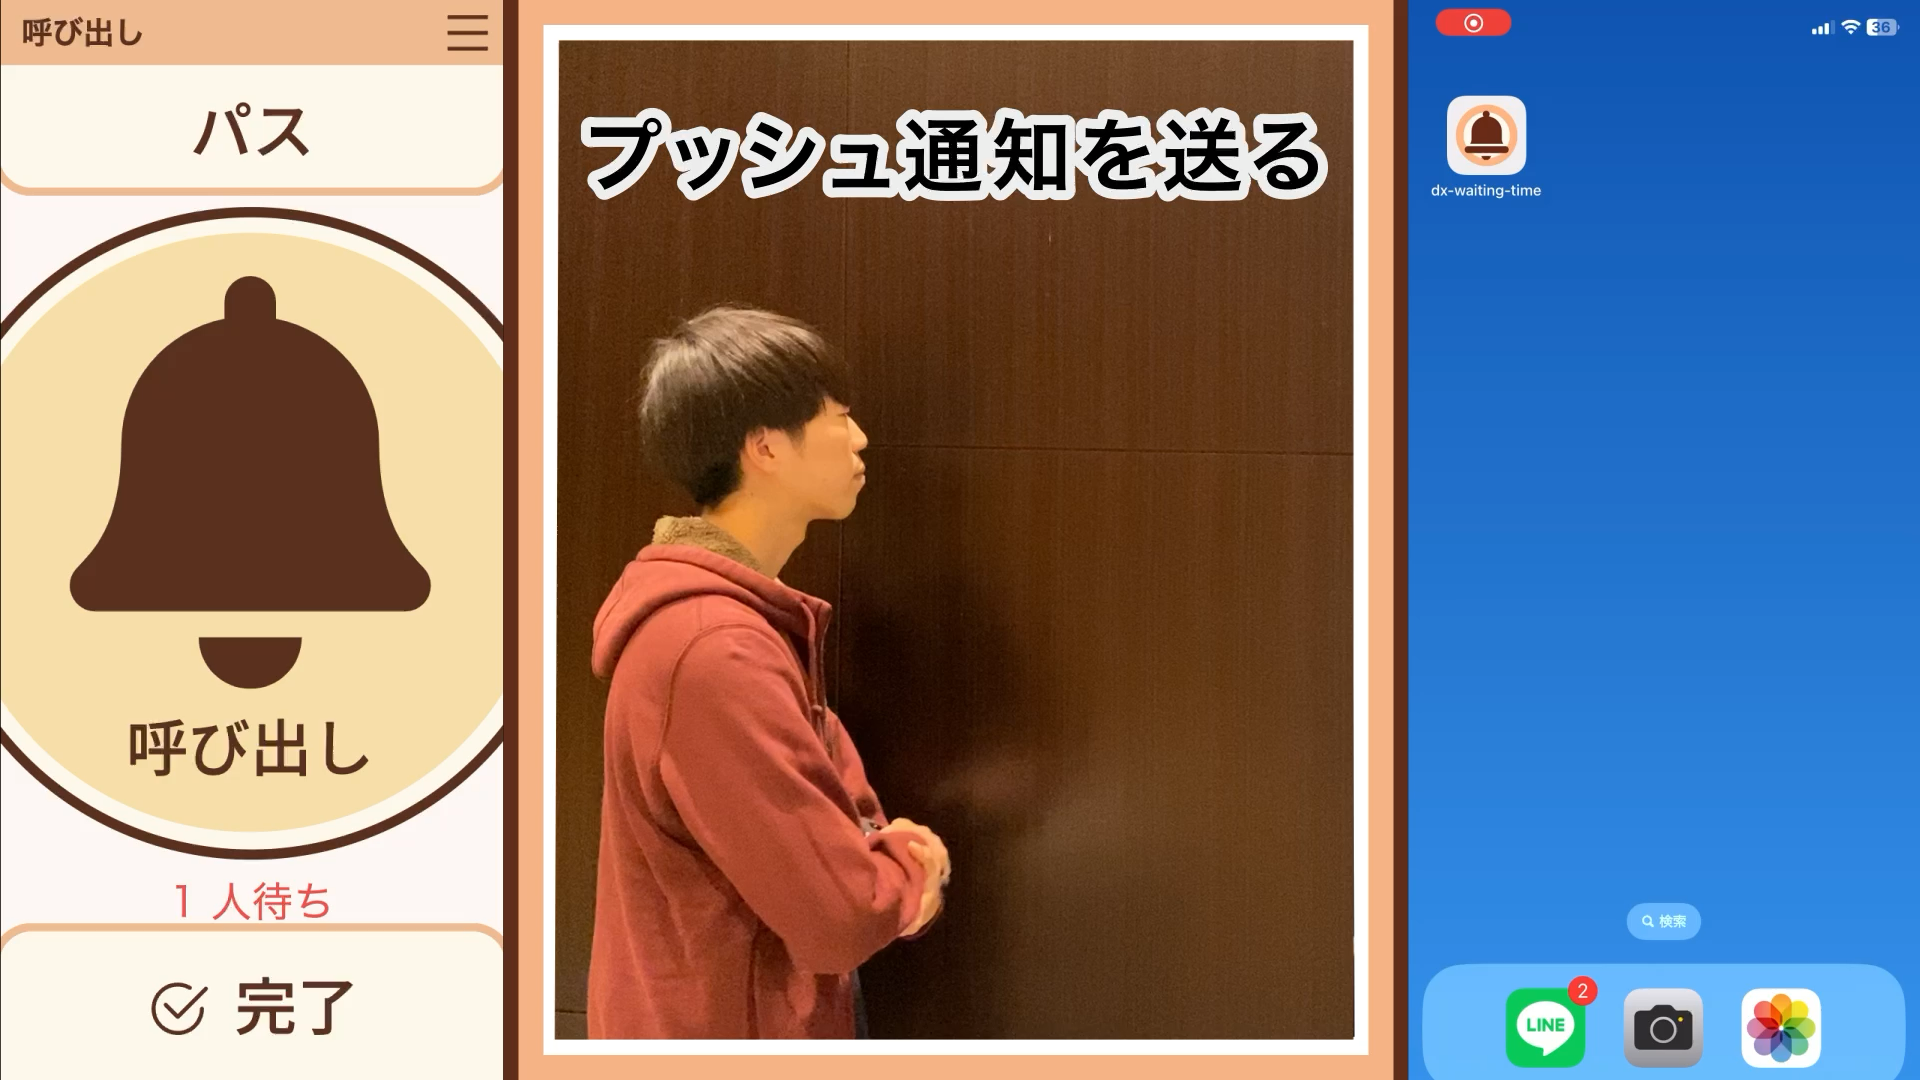 呼び出し
パス
呼び出し
1 人待ち
完了
プッシュ通知を送る
36
dx-waiting-time
検索
2
LINE